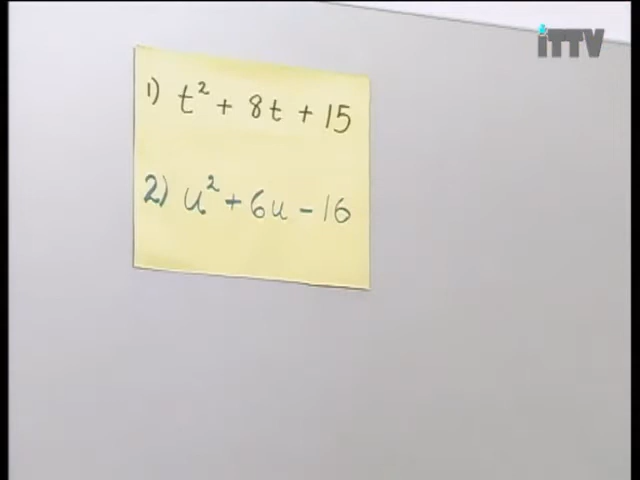 iTTV
1) t² + 8t + 15
2) u² + 6u - 16